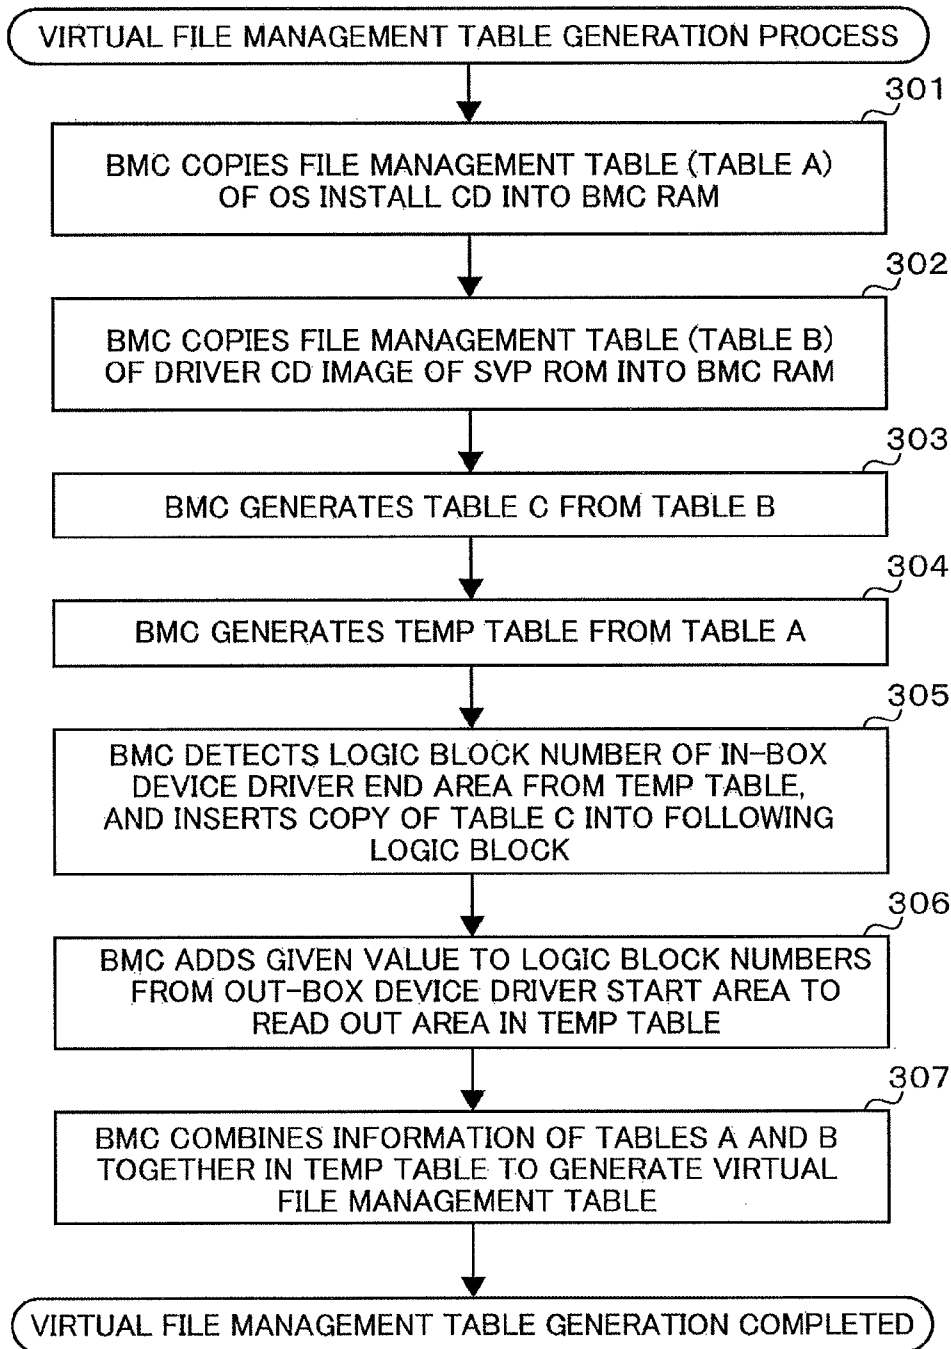 VIRTUAL FILE MANAGEMENT TABLE GENERATION PROCESS
301
BMC COPIES FILE MANAGEMENT TABLE (TABLE A)
OF OS INSTALL CD INTO BMC RAM
302
BMC COPIES FILE MANAGEMENT TABLE (TABLE B)
OF DRIVER CD IMAGE OF SVP ROM INTO BMC RAM
303
BMC GENERATES TABLE C FROM TABLE B
304
BMC GENERATES TEMP TABLE FROM TABLE A
305
BMC DETECTS LOGIC BLOCK NUMBER OF IN-BOX
DEVICE DRIVER END AREA FROM TEMP TABLE,
AND INSERTS COPY OF TABLE C INTO FOLLOWING
LOGIC BLOCK
306
BMC ADDS GIVEN VALUE TO LOGIC BLOCK NUMBERS
FROM OUT-BOX DEVICE DRIVER START AREA TO
READ OUT AREA IN TEMP TABLE
307
BMC COMBINES INFORMATION OF TABLES A AND B
TOGETHER IN TEMP TABLE TO GENERATE VIRTUAL
FILE MANAGEMENT TABLE
VIRTUAL FILE MANAGEMENT TABLE GENERATION COMPLETED